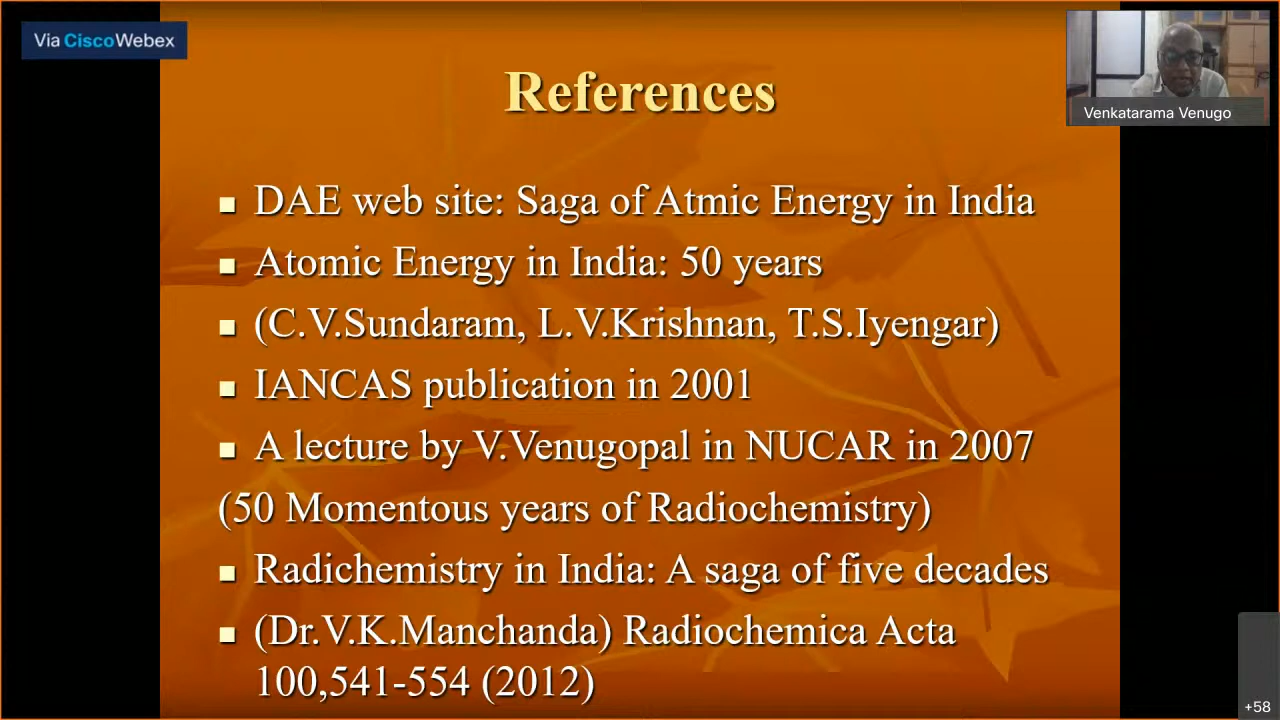 Via Cisco Webex
References
Venkatarama Venugo
DAE web site: Saga of Atmic Energy in India
Atomic Energy in India: 50 years
(C.V.Sundaram, L.V.Krishnan, T.S.Iyengar)
IANCAS publication in 2001
A lecture by V.Venugopal in NUCAR in 2007
(50 Momentous years of Radiochemistry)
Radichemistry in India: A saga of five decades
(Dr.V.K.Manchanda) Radiochemica Acta
100,541-554 (2012)
+58